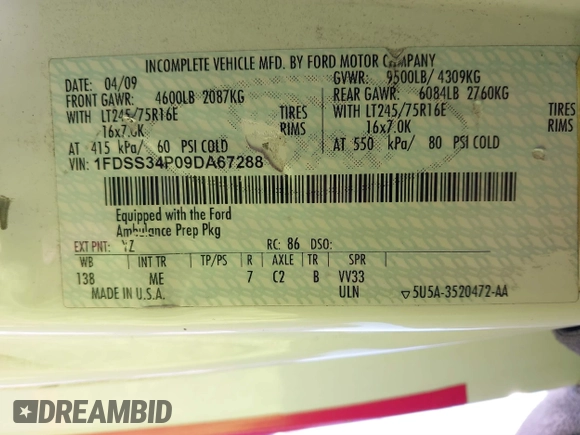 INCOMPLETE VEHICLE MFD. BY FORD MOTOR COMPANY
DATE: 04/09 GVWR: 9500LB/ 4309KG
FRONT GAWR: 4600LB 2087KG REAR GAWR: 6084LB 2760KG
WITH LT245/75R16E TIRES WITH LT245/75R16E TIRES
16x7.0K RIMS 16x7.0K RIMS
AT 415 kPa/ 60 PSI COLD AT 550 kPa/ 80 PSI COLD
VIN: 1FDSS34P09DA67288
Equipped with the Ford
Ambulance Prep Pkg
EXT PNT: YZ RC: 86 DSO:
WB INT TR TP/PS R AXLE TR SPR
138 ME 7 C2 B VV33
MADE IN U.S.A. ULN ▽5U5A-3520472-AA
DREAMBID